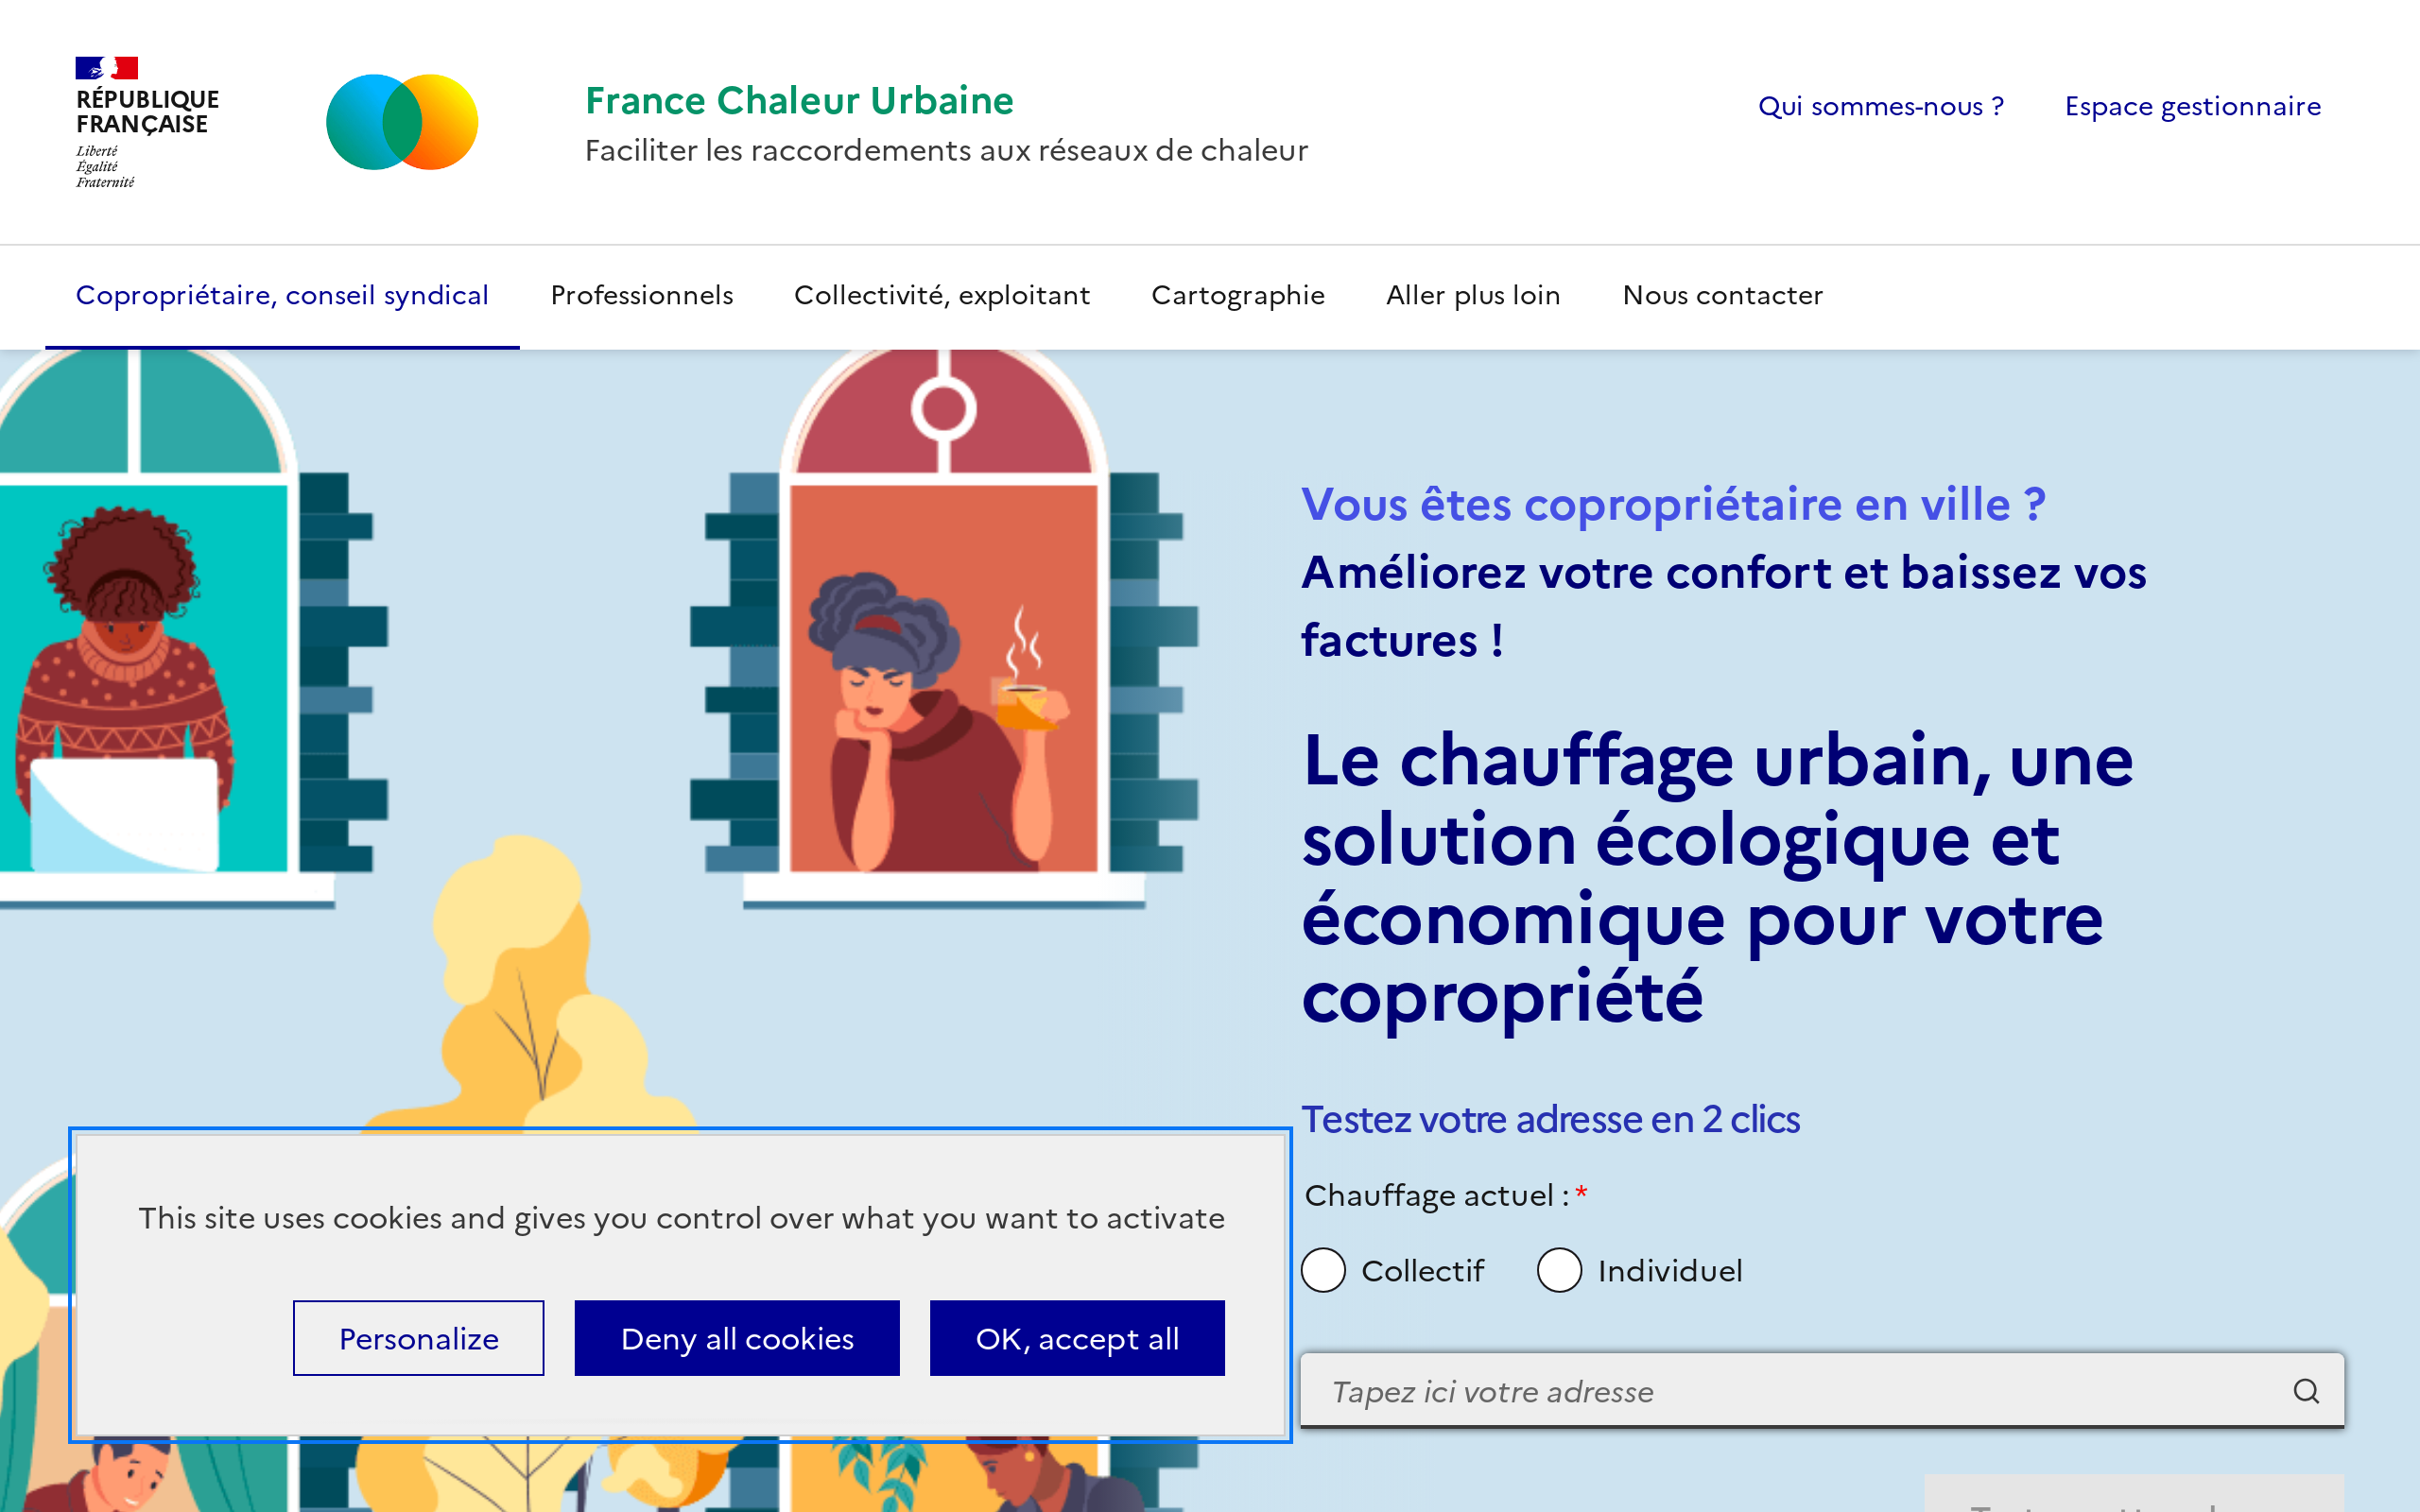 RÉPUBLIQUE
FRANÇAISE
Liberté
Égalité
Fraternité
France Chaleur Urbaine
Faciliter les raccordements aux réseaux de chaleur
Qui sommes-nous ?
Espace gestionnaire
Copropriétaire, conseil syndical
Professionnels
Collectivité, exploitant
Cartographie
Aller plus loin
Nous contacter
Vous êtes copropriétaire en ville ?
Améliorez votre confort et baissez vos
factures !
Le chauffage urbain, une
solution écologique et
économique pour votre
copropriété
Testez votre adresse en 2 clics
Chauffage actuel : *
Collectif
Individuel
Tapez ici votre adresse
This site uses cookies and gives you control over what you want to activate
Personalize
Deny all cookies
OK, accept all